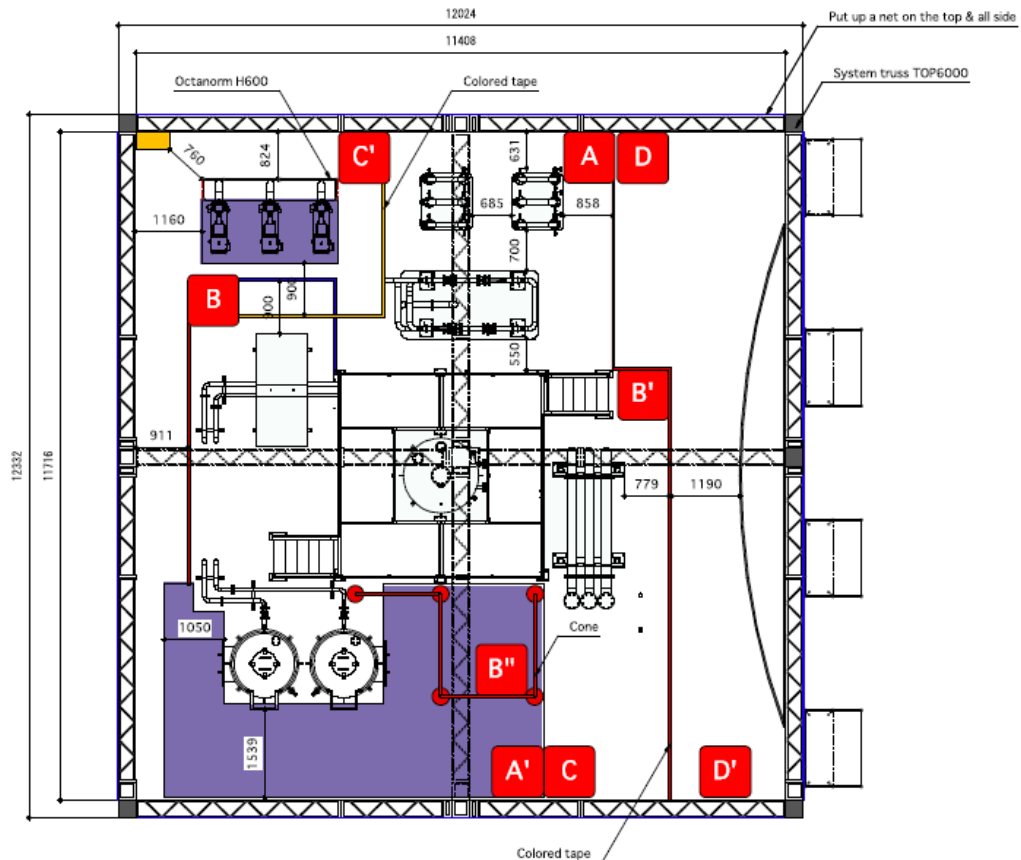 12024
Put up a net on the top & all side
11408
System truss TOP6000
Octanorm H600
Colored tape
C'
A
D
760
824
631
685
858
1160
700
B
900
900
550
B'
911
12332
11716
779
1190
Cone
1050
B"
1539
A'
C
D'
Colored tape